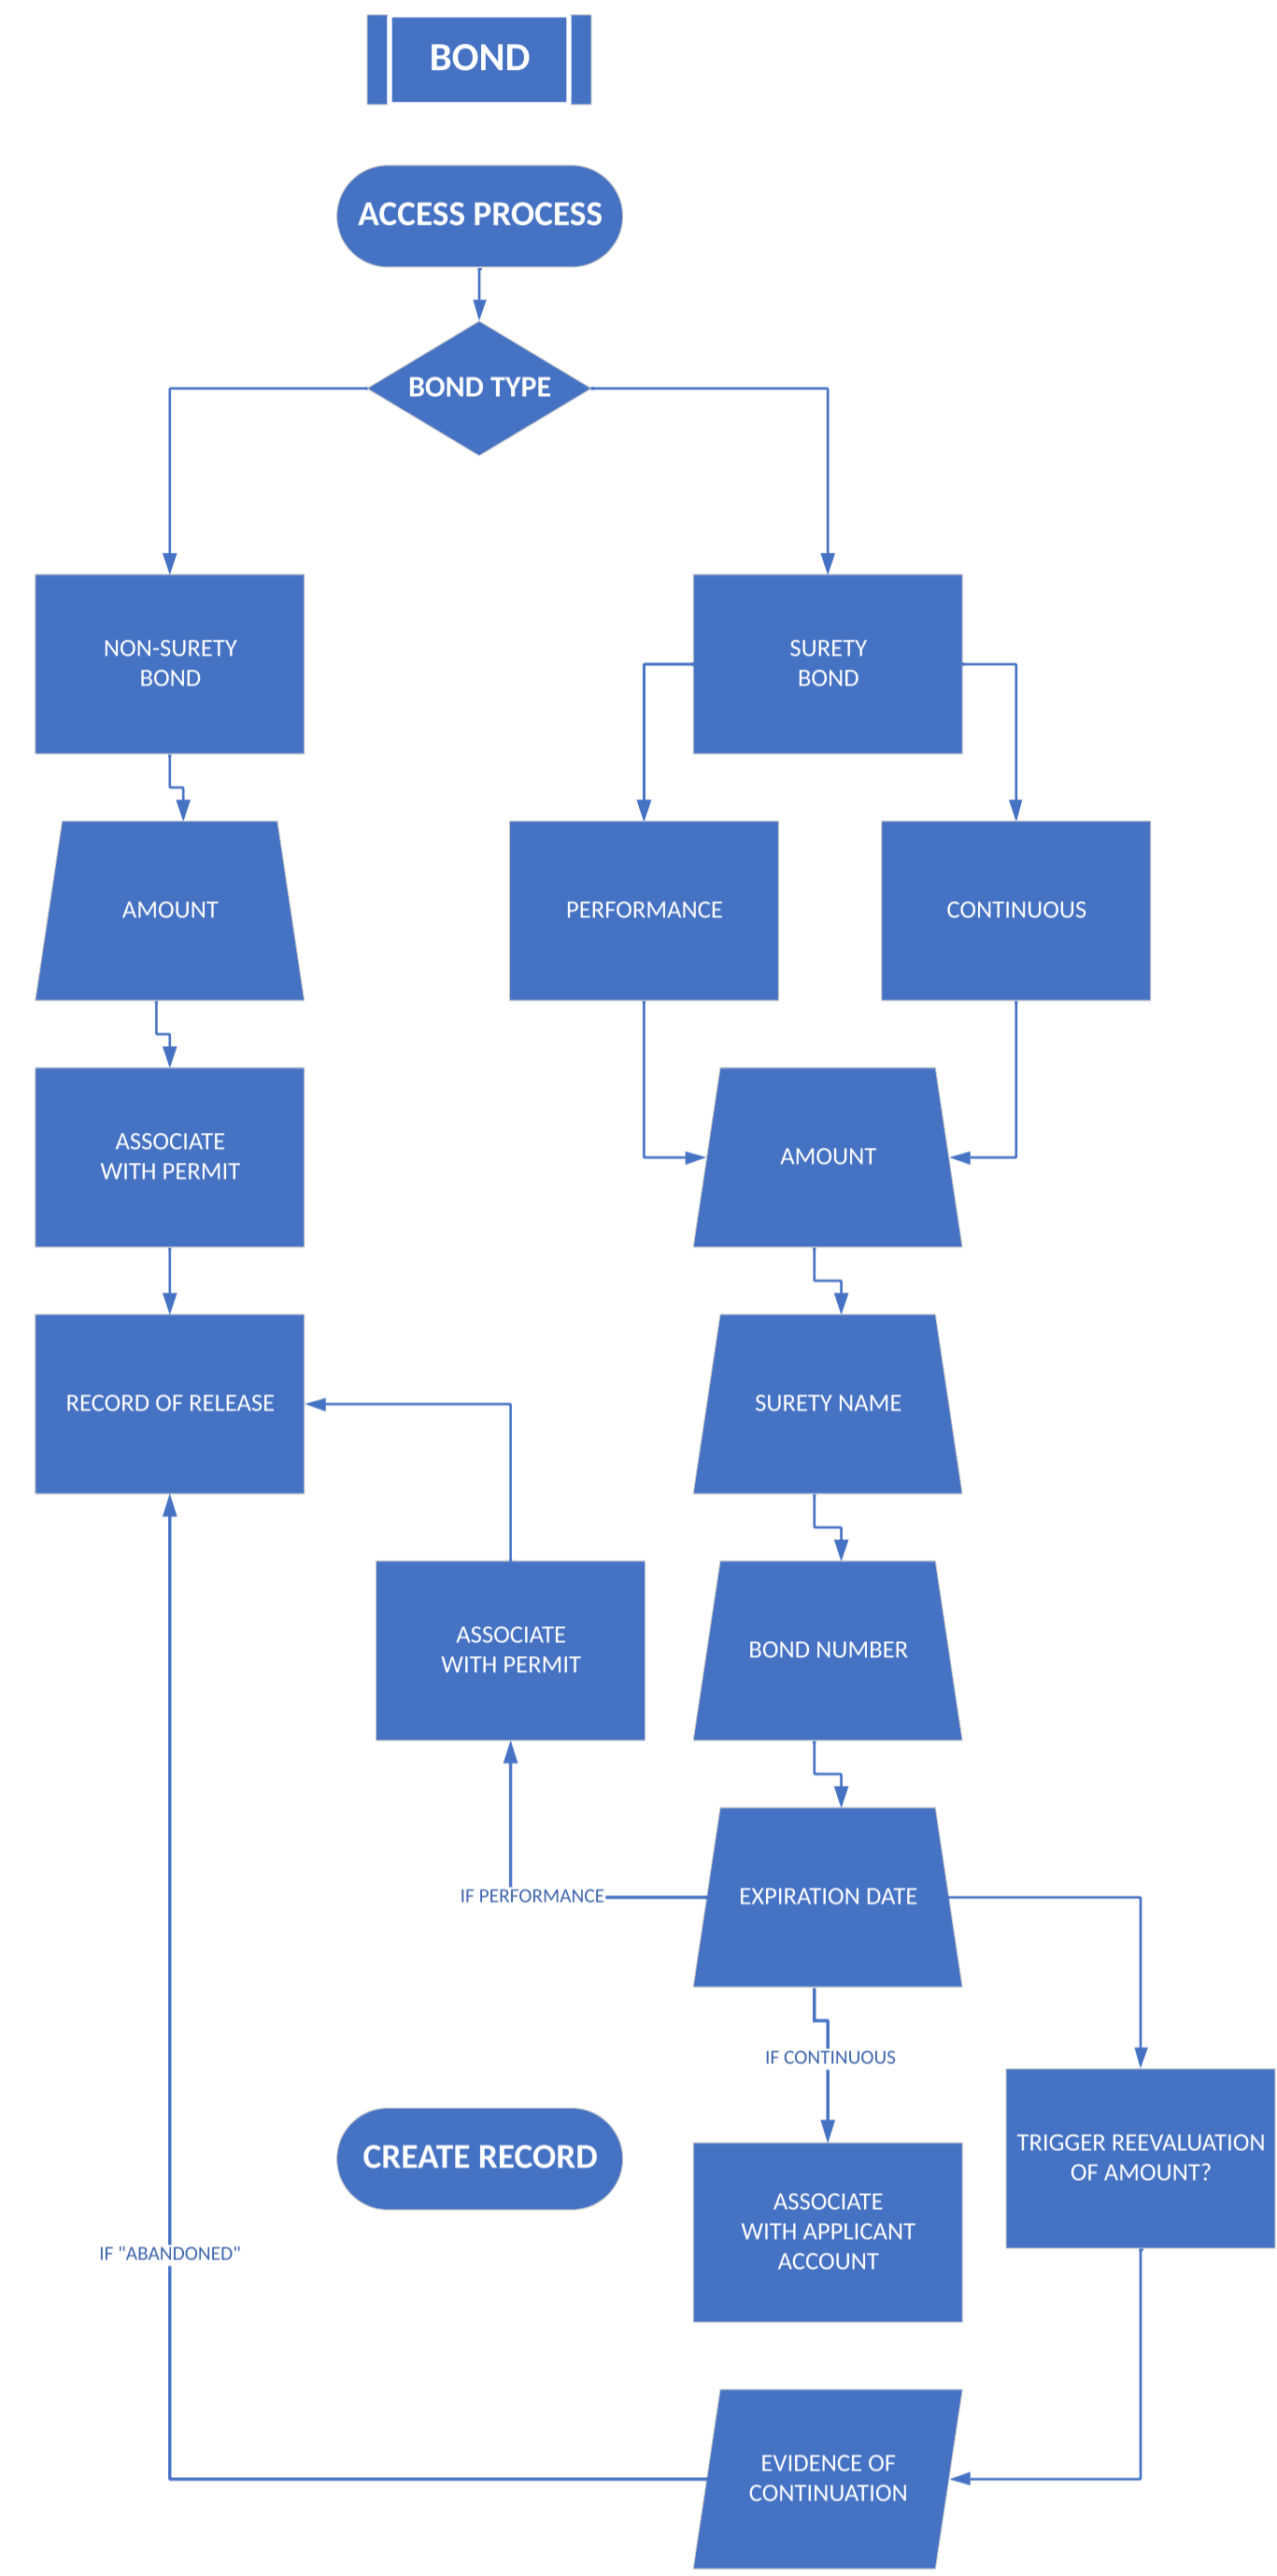 BOND
ACCESS PROCESS
BOND TYPE
NON-SURETY
BOND
SURETY
BOND
AMOUNT
PERFORMANCE
CONTINUOUS
ASSOCIATE
WITH PERMIT
AMOUNT
RECORD OF RELEASE
SURETY NAME
ASSOCIATE
WITH PERMIT
BOND NUMBER
IF PERFORMANCE
EXPIRATION DATE
IF CONTINUOUS
CREATE RECORD
TRIGGER REEVALUATION
OF AMOUNT?
ASSOCIATE
WITH APPLICANT
ACCOUNT
IF "ABANDONED"
EVIDENCE OF
CONTINUATION